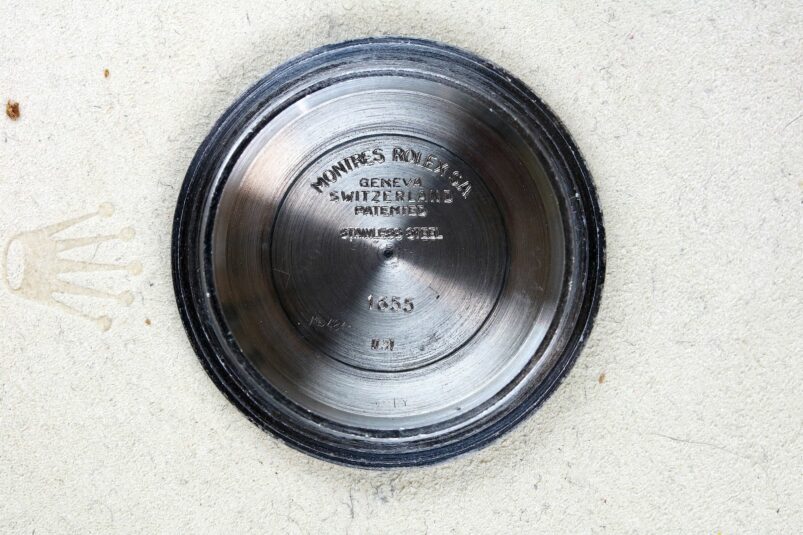 MONTRES ROLEX S.A.
GENEVA
SWITZERLAND
PATENTED
STAINLESS STEEL
1655